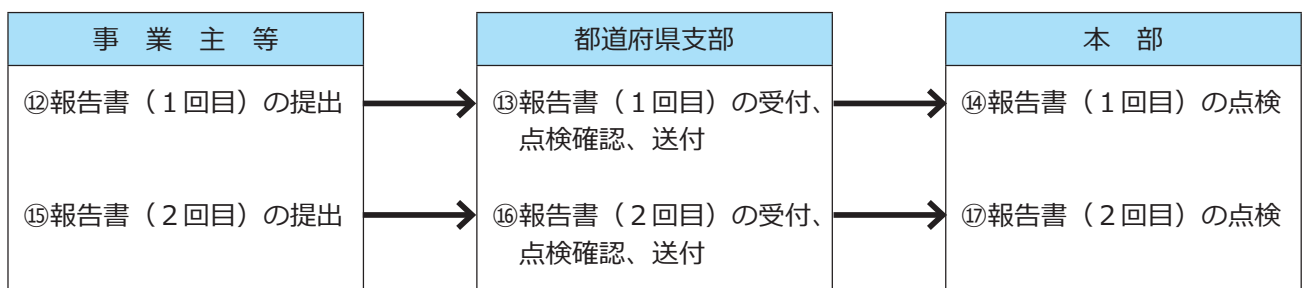 事業主等
都道府県支部
本部
⑫報告書（１回目）の提出
⑬報告書（１回目）の受付、
点検確認、送付
⑭報告書（１回目）の点検
⑮報告書（２回目）の提出
⑯報告書（２回目）の受付、
点検確認、送付
⑰報告書（２回目）の点検